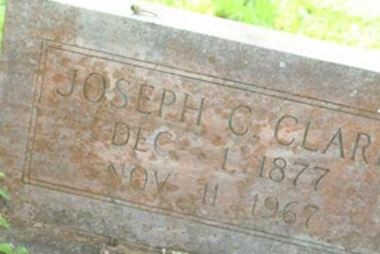 JOSEPH C. CLAR
DEC 1, 1877
NOV 11 1967